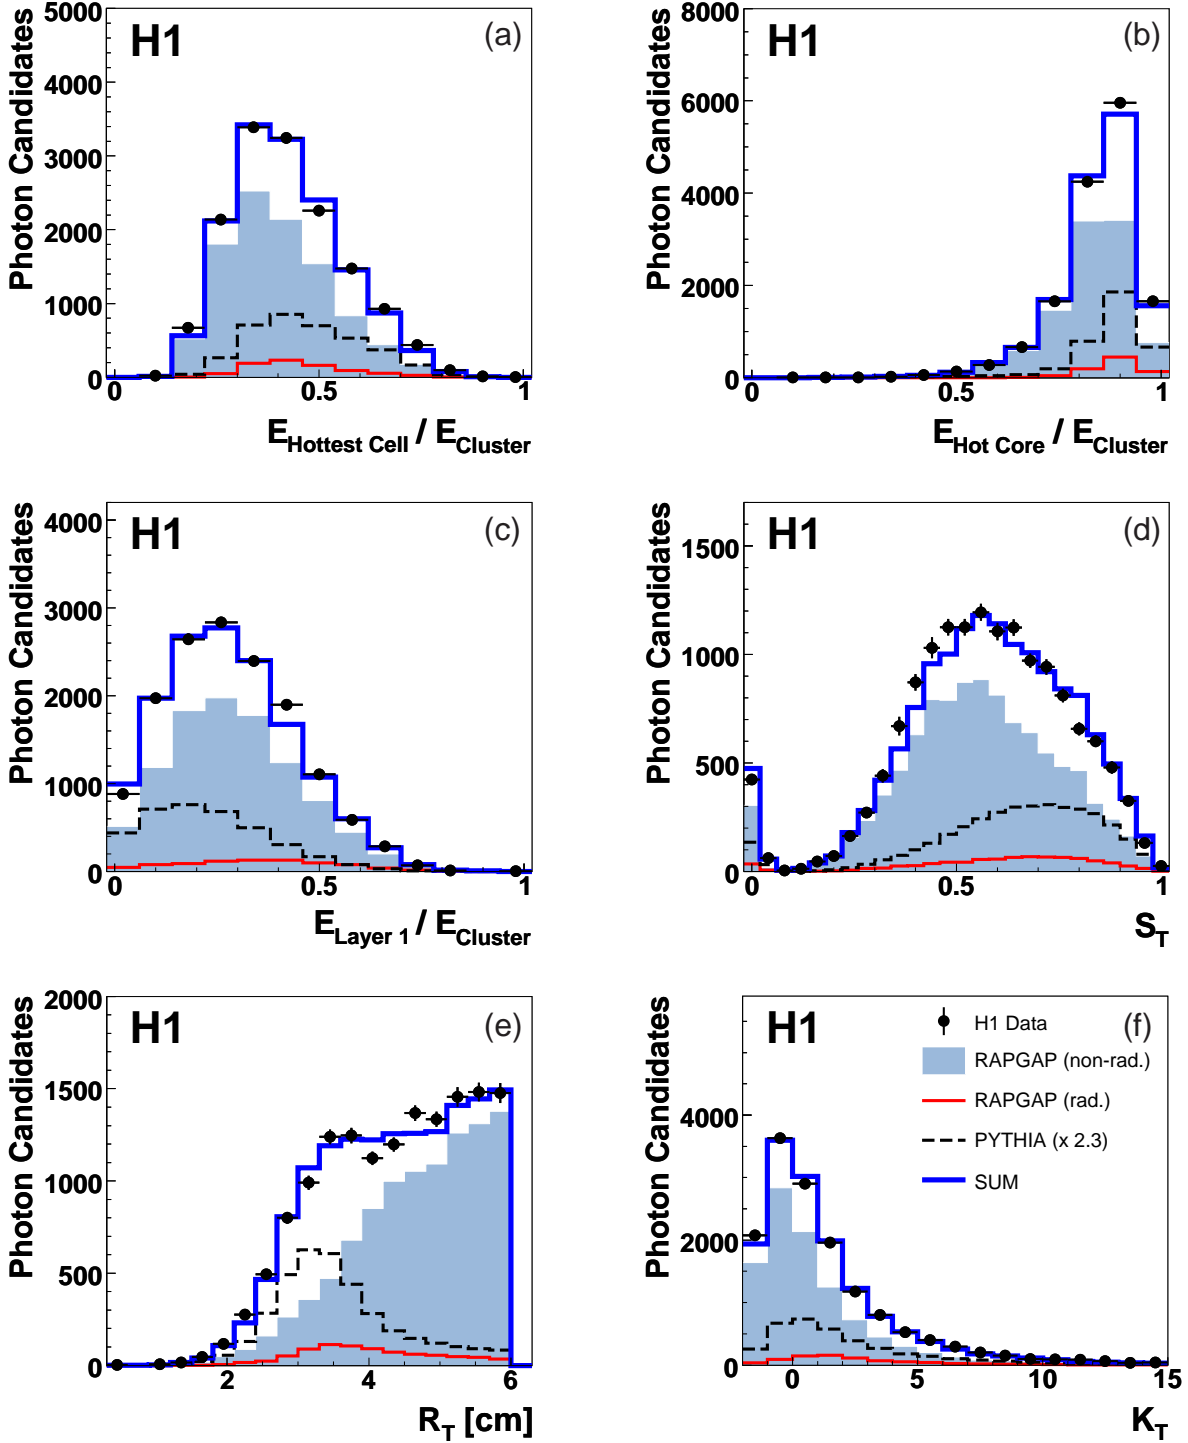 H1 (a)
Photon Candidates
5000
4000
3000
2000
1000
0
0 0.5 1
E_Hottest Cell / E_Cluster
H1 (b)
Photon Candidates
8000
6000
4000
2000
0
0.5 1
E_Hot Core / E_Cluster
H1 (c)
Photon Candidates
4000
3000
2000
1000
0
0 0.5 1
E_Layer 1 / E_Cluster
H1 (d)
Photon Candidates
1500
1000
500
0
0.5 1
S_T
H1 (e)
Photon Candidates
2000
1500
1000
500
0
2 4 6
R_T [cm]
H1 (f)
Photon Candidates
4000
2000
0
0 5 10 15
K_T
H1 Data
RAPGAP (non-rad.)
RAPGAP (rad.)
PYTHIA (x 2.3)
SUM